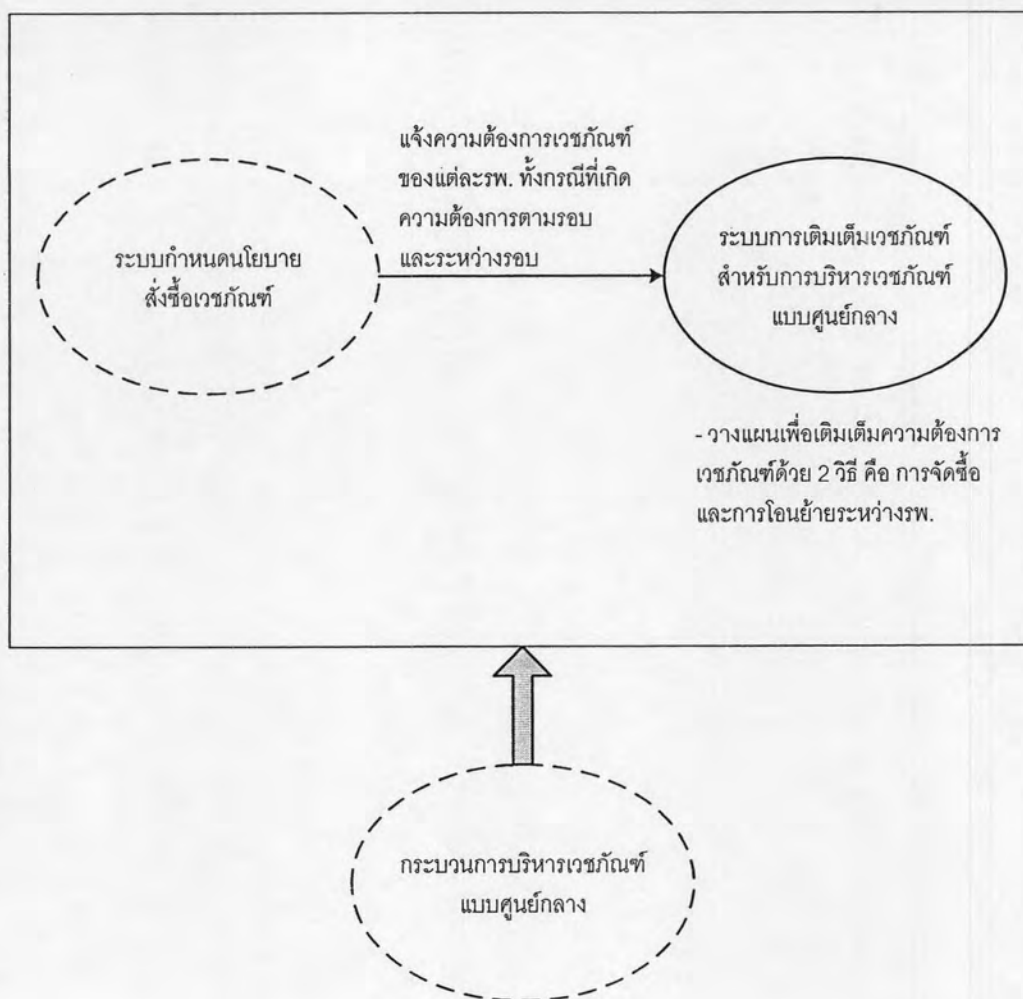 แจ้งความต้องการเวชภัณฑ์
ของแต่ละรพ. ทั้งกรณีที่เกิด
ความต้องการตามรอบ
และระหว่างรอบ
ระบบกำหนดนโยบาย
สั่งซื้อเวชภัณฑ์
ระบบการเติมเต็มเวชภัณฑ์
สำหรับการบริหารเวชภัณฑ์
แบบศูนย์กลาง
- วางแผนเพื่อเติมเต็มความต้องการ
เวชภัณฑ์ด้วย 2 วิธี คือ การจัดซื้อ
และการโอนย้ายระหว่างรพ.
กระบวนการบริหารเวชภัณฑ์
แบบศูนย์กลาง